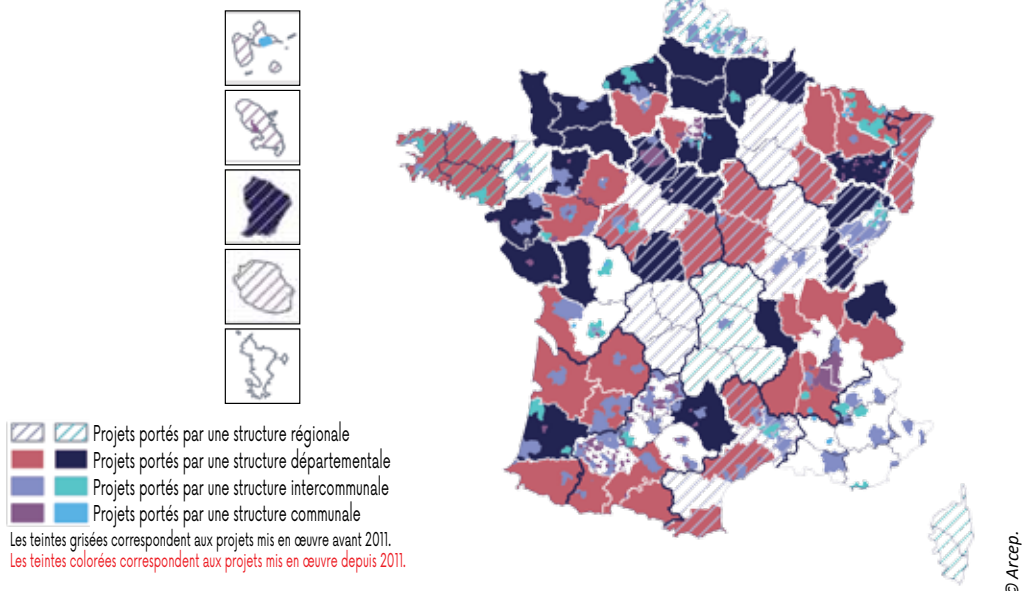 Projets portés par une structure régionale
Projets portés par une structure départementale
Projets portés par une structure intercommunale
Projets portés par une structure communale
Les teintes grisées correspondent aux projets mis en œuvre avant 2011.
Les teintes colorées correspondent aux projets mis en œuvre depuis 2011.
© Arcep.